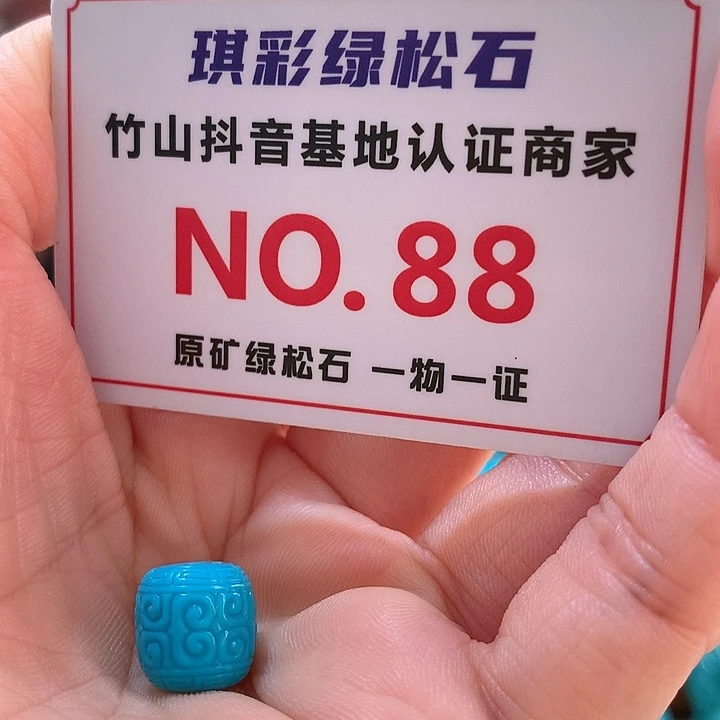 琪彩绿松石
竹山抖音基地认证商家
NO.88
原矿绿松石 一物一证